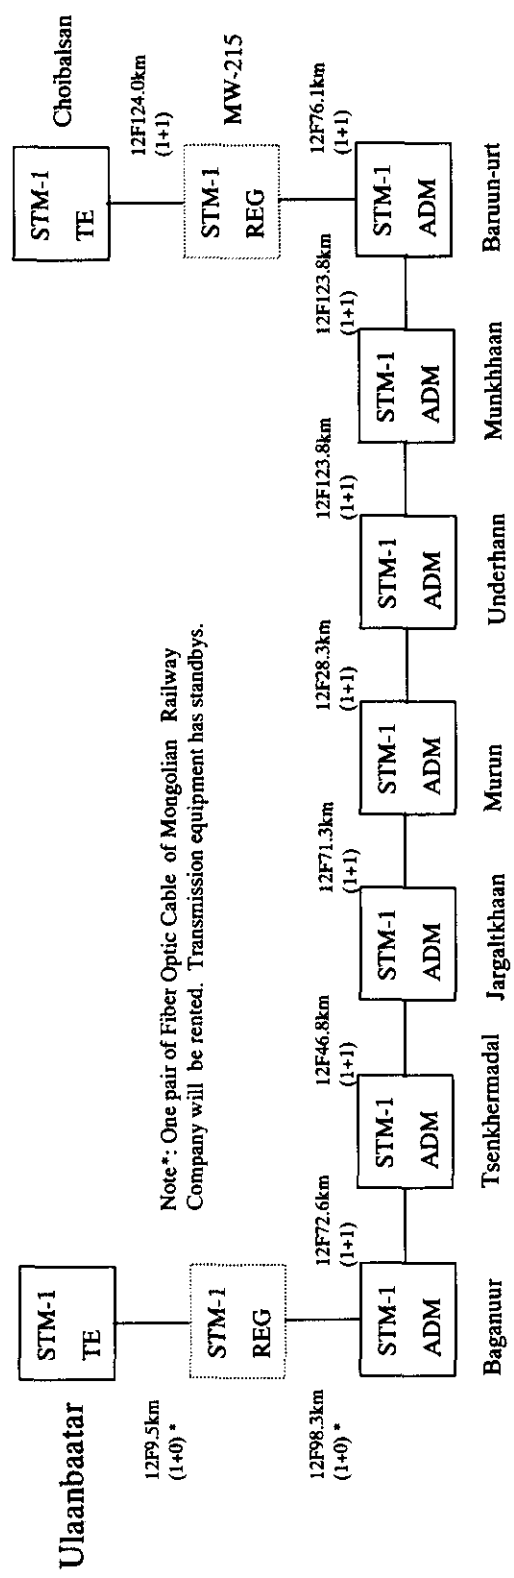 Ulaanbaatar
STM-1
TE
12F9.5km
(1+0) *
STM-1
REG
12F98.3km
(1+0) *
STM-1
ADM
Baganuur
12F72.6km
(1+1)
STM-1
ADM
Tsenkhermadal
12F46.8km
(1+1)
STM-1
ADM
Jargaltkhaan
12F71.3km
(1+1)
STM-1
ADM
Murun
12F28.3km
(1+1)
STM-1
ADM
Underhann
12F123.8km
(1+1)
STM-1
ADM
Munkhhaan
12F123.8km
(1+1)
STM-1
ADM
Baruun-urt
12F76.1km
(1+1)
STM-1
REG
MW-215
12F124.0km
(1+1)
STM-1
TE
Choibalsan
Note*: One pair of Fiber Optic Cable of Mongolian Railway
Company will be rented. Transmission equipment has standbys.